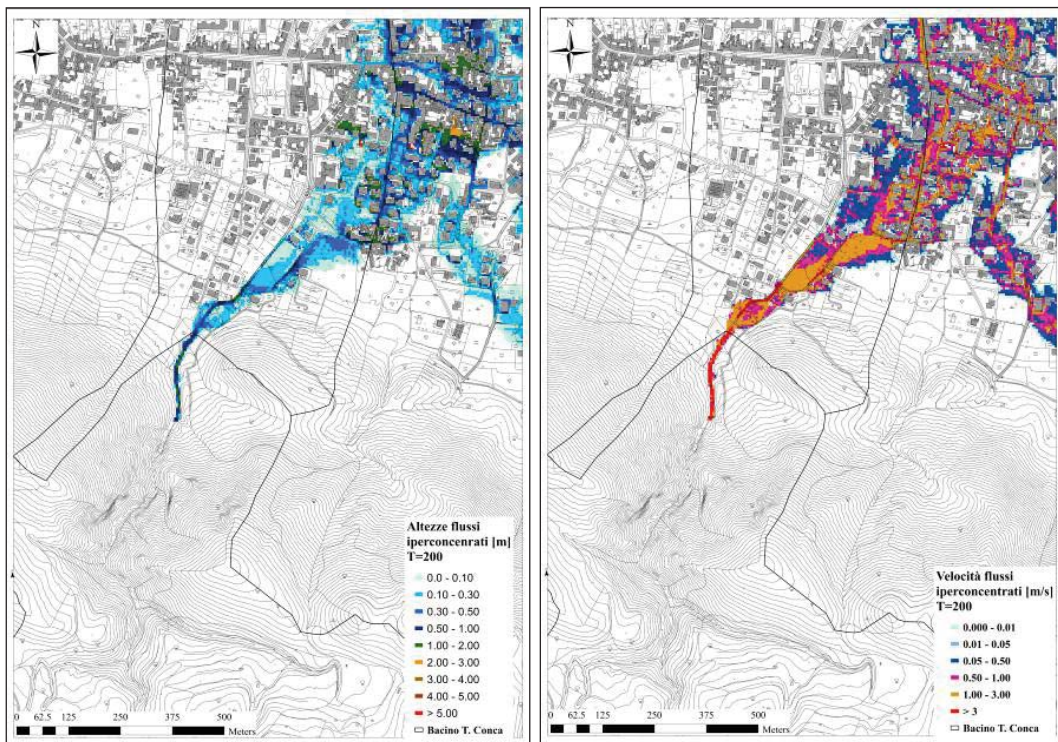 N
Altezze flussi
iperconcenrati [m]
T=200
0.0 - 0.10
0.10 - 0.30
0.30 - 0.50
0.50 - 1.00
1.00 - 2.00
2.00 - 3.00
3.00 - 4.00
4.00 - 5.00
> 5.00
Bacino T. Conca
0 62.5 125 250 375 500
Meters
N
Velocità flussi
iperconcentrati [m/s]
T=200
0.000 - 0.01
0.01 - 0.05
0.05 - 0.50
0.50 - 1.00
1.00 - 3.00
> 3
Bacino T. Conca
0 62.5 125 250 375 500
Meters